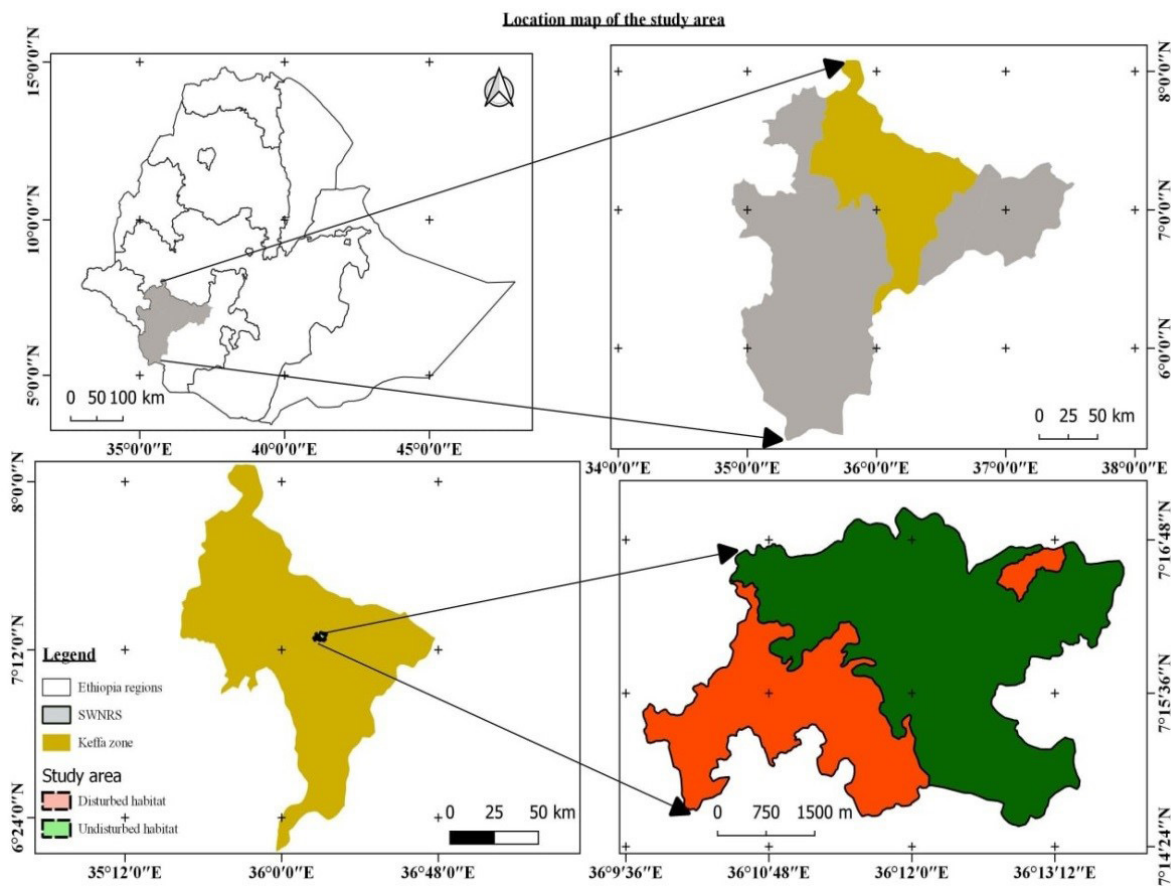 Location map of the study area
15°0'0"N
10°0'0"N
5°0'0"N
0 50 100 km
35°0'0"E 40°0'0"E 45°0'0"E
8°0'0"N
7°0'0"N
6°0'0"N
0 25 50 km
34°0'0"E 35°0'0"E 36°0'0"E 37°0'0"E 38°0'0"E
8°0'0"N
7°12'0"N
6°24'0"N
Legend
Ethiopia regions
SWNRS
Keffa zone
Study area
Disturbed habitat
Undisturbed habitat
0 25 50 km
35°12'0"E 36°0'0"E 36°48'0"E
7°16'48"N
7°15'36"N
7°14'24"N
0 750 1500 m
36°9'36"E 36°10'48"E 36°12'0"E 36°13'12"E